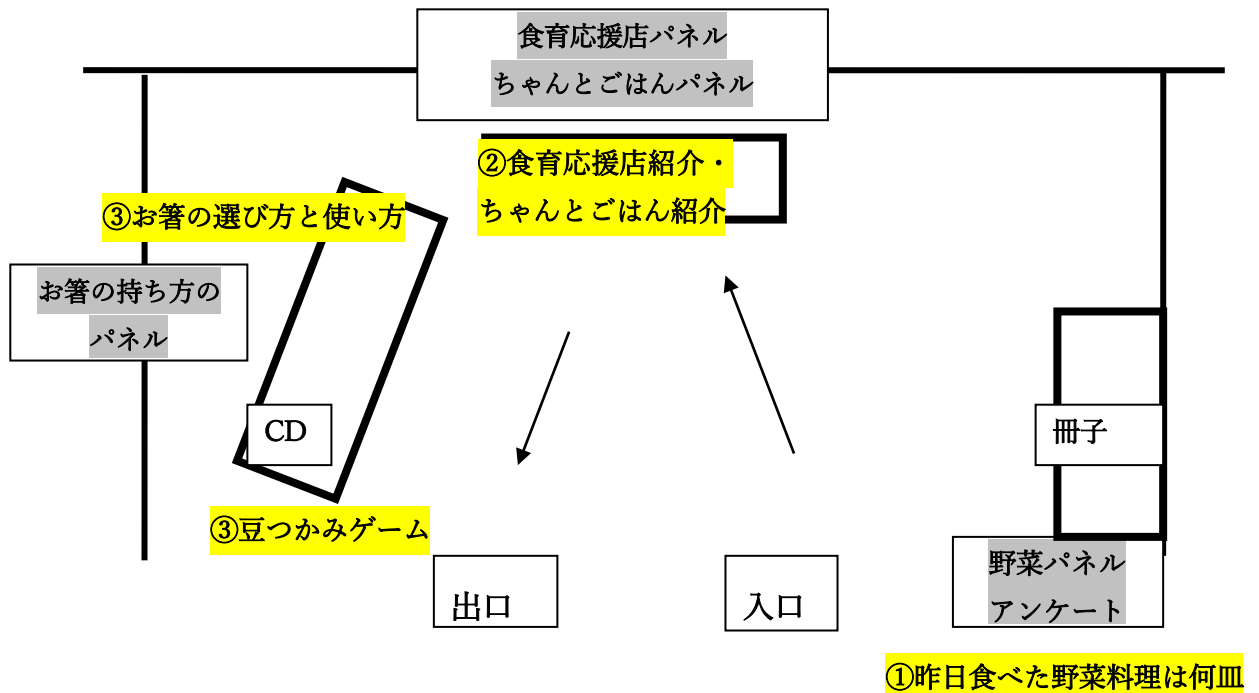 食育応援店パネル
ちゃんとごはんパネル
②食育応援店紹介・
ちゃんとごはん紹介
③お箸の選び方と使い方
お箸の持ち方の
パネル
CD
冊子
③豆つかみゲーム
出口
入口
野菜パネル
アンケート
①昨日食べた野菜料理は何皿